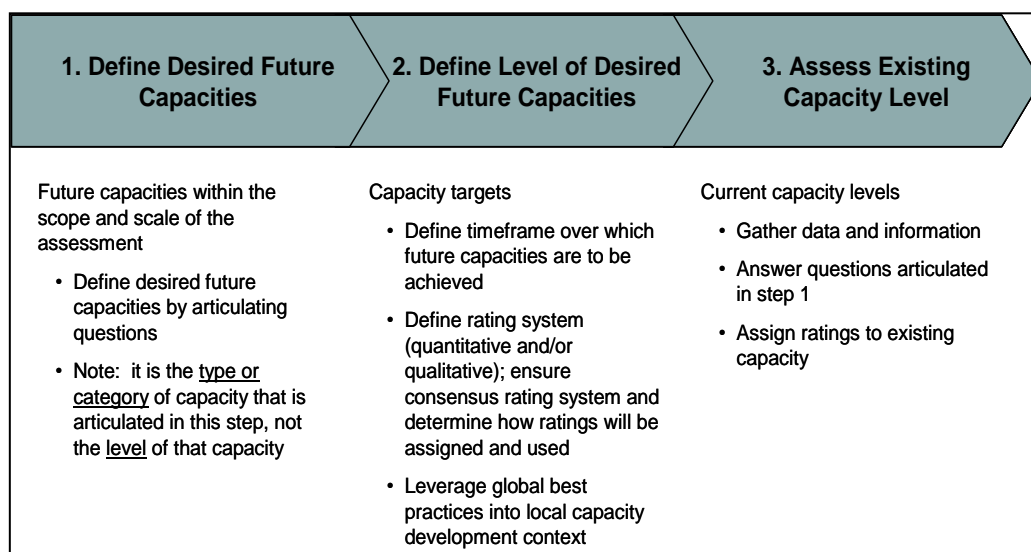 1. Define Desired Future
Capacities
2. Define Level of Desired
Future Capacities
3. Assess Existing
Capacity Level
Future capacities within the
scope and scale of the
assessment
• Define desired future
capacities by articulating
questions
• Note:  it is the type or
category of capacity that is
articulated in this step, not
the level of that capacity
Capacity targets
• Define timeframe over which
future capacities are to be
achieved
• Define rating system
(quantitative and/or
qualitative); ensure
consensus rating system and
determine how ratings will be
assigned and used
• Leverage global best
practices into local capacity
development context
Current capacity levels
• Gather data and information
• Answer questions articulated
in step 1
• Assign ratings to existing
capacity